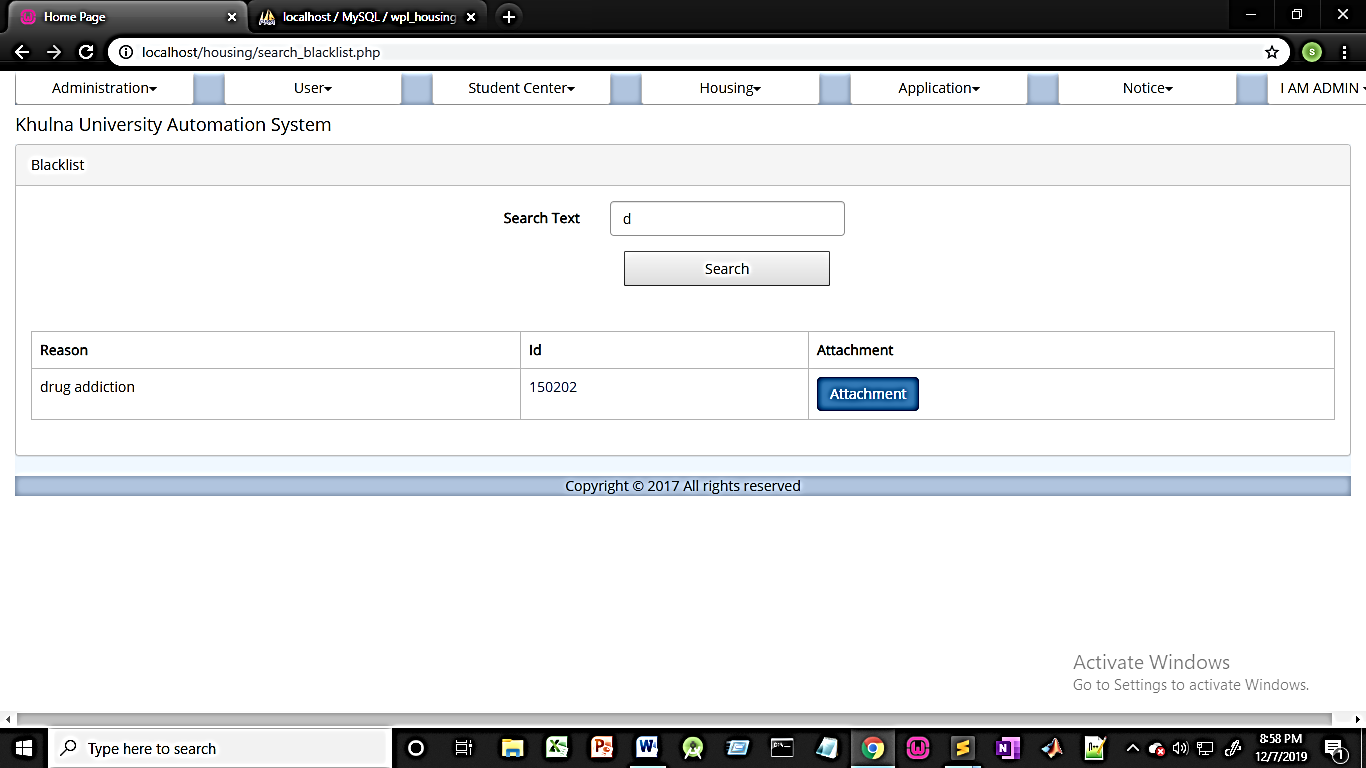 Home Page
localhost / MySQL / wpl_housing
localhost/housing/search_blacklist.php
S
Administration User Student Center Housing Application Notice I AM ADMIN
Khulna University Automation System
Blacklist
Search Text d
Search
Reason Id Attachment
drug addiction 150202 Attachment
Copyright © 2017 All rights reserved
Activate Windows
Go to Settings to activate Windows.
Type here to search
8:58 PM
12/7/2019
1